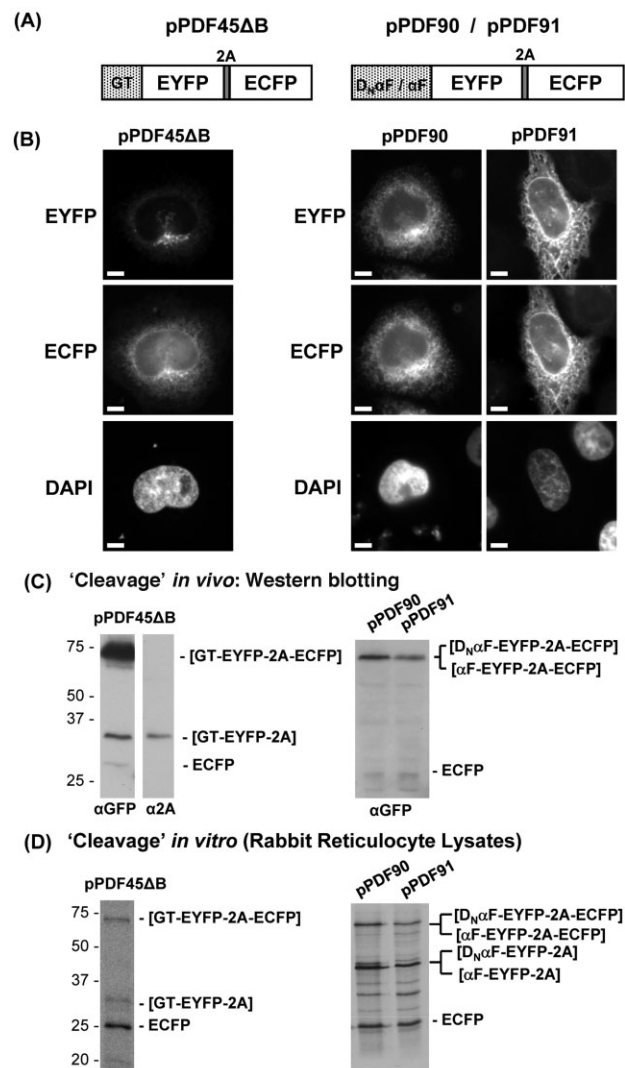 (A)
pPDF45ΔB
pPDF90 / pPDF91
2A
GT EYFP ECFP
2A
DNαF / αF EYFP ECFP
(B)
pPDF45ΔB
pPDF90 pPDF91
EYFP
ECFP
DAPI
(C) 'Cleavage' in vivo: Western blotting
pPDF45ΔB
75 -
50 -
37 -
25 -
- [GT-EYFP-2A-ECFP]
- [GT-EYFP-2A]
- ECFP
αGFP α2A
pPDF90
pPDF91
[DNαF-EYFP-2A-ECFP]
[αF-EYFP-2A-ECFP]
- ECFP
αGFP
(D) 'Cleavage' in vitro (Rabbit Reticulocyte Lysates)
pPDF45ΔB
75 -
50 -
37 -
25 -
20 -
- [GT-EYFP-2A-ECFP]
- [GT-EYFP-2A]
- ECFP
pPDF90
pPDF91
[DNαF-EYFP-2A-ECFP]
[αF-EYFP-2A-ECFP]
[DNαF-EYFP-2A]
[αF-EYFP-2A]
- ECFP